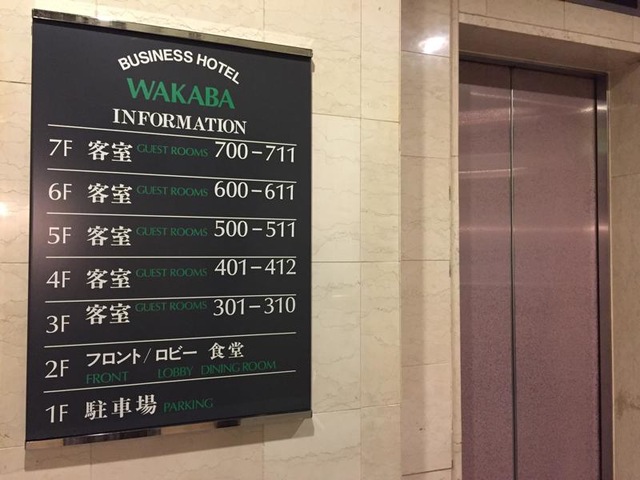 BUSINESS HOTEL
WAKABA
INFORMATION
7F 客室 GUEST ROOMS 700-711
6F 客室 GUEST ROOMS 600-611
5F 客室 GUEST ROOMS 500-511
4F 客室 GUEST ROOMS 401-412
3F 客室 GUEST ROOMS 301-310
2F フロント/ロビー 食堂
FRONT LOBBY DINING ROOM
1F 駐車場 PARKING